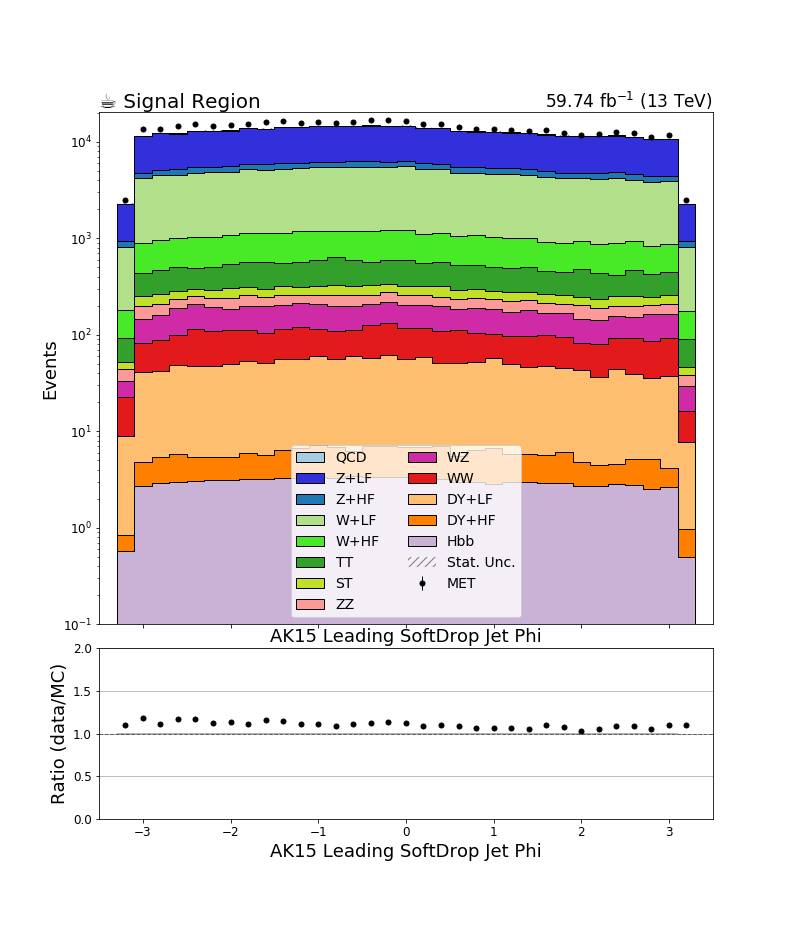 ☕ Signal Region
59.74 fb⁻¹ (13 TeV)
10⁴
10³
10²
10¹
10⁰
10⁻¹
Events
QCD
Z+LF
Z+HF
W+LF
W+HF
TT
ST
ZZ
WZ
WW
DY+LF
DY+HF
Hbb
Stat. Unc.
MET
AK15 Leading SoftDrop Jet Phi
2.0
1.5
1.0
0.5
0.0
Ratio (data/MC)
−3 −2 −1 0 1 2 3
AK15 Leading SoftDrop Jet Phi